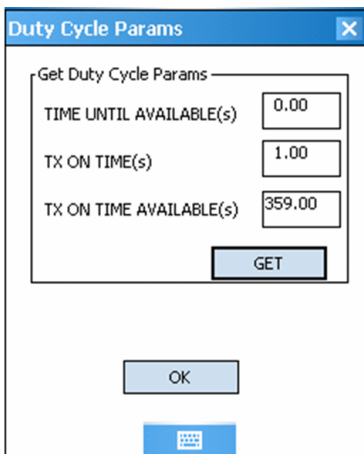 Duty Cycle Params
Get Duty Cycle Params
TIME UNTIL AVAILABLE(s) 0.00
TX ON TIME(s) 1.00
TX ON TIME AVAILABLE(s) 359.00
GET
OK